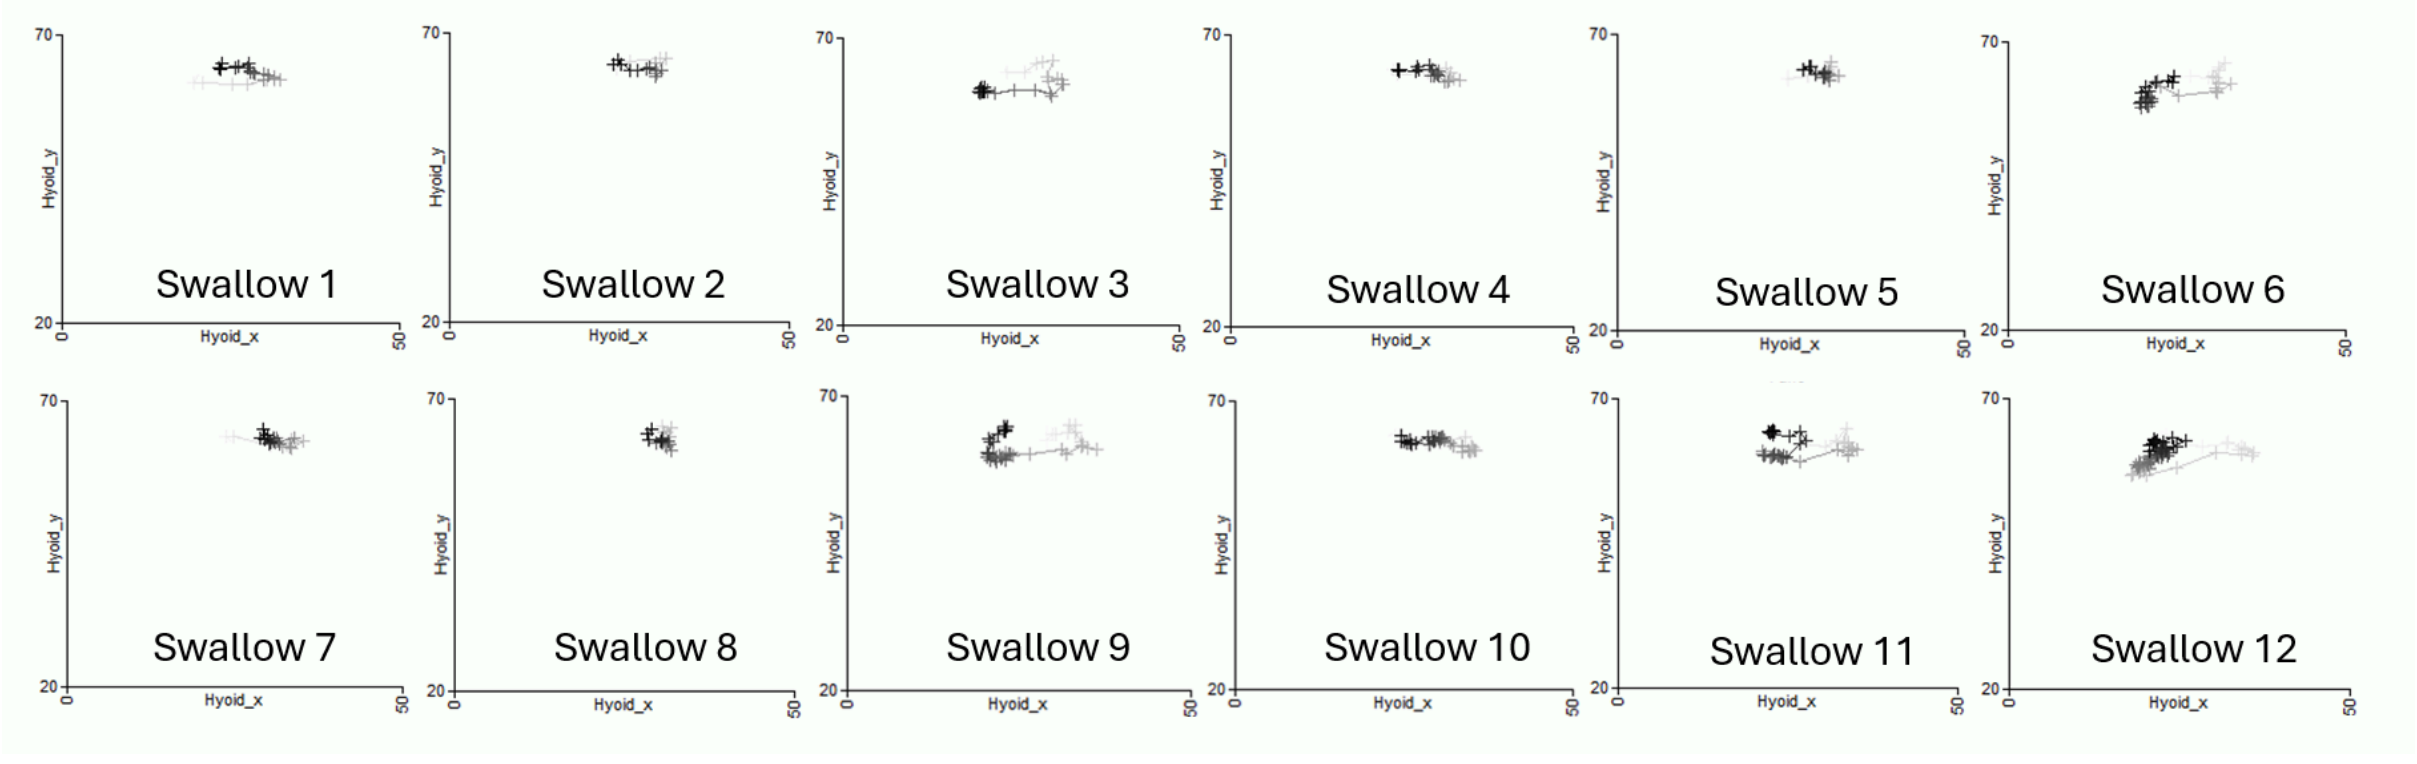 70
Hyoid_y
Swallow 1
20
0
Hyoid_x
50
70
Hyoid_y
Swallow 2
20
0
Hyoid_x
50
70
Hyoid_y
Swallow 3
20
0
Hyoid_x
50
70
Hyoid_y
Swallow 4
20
0
Hyoid_x
50
70
Hyoid_y
Swallow 5
20
0
Hyoid_x
50
70
Hyoid_y
Swallow 6
20
0
Hyoid_x
50
70
Hyoid_y
Swallow 7
20
0
Hyoid_x
50
70
Hyoid_y
Swallow 8
20
0
Hyoid_x
50
70
Hyoid_y
Swallow 9
20
0
Hyoid_x
50
70
Hyoid_y
Swallow 10
20
0
Hyoid_x
50
70
Hyoid_y
Swallow 11
20
0
Hyoid_x
50
70
Hyoid_y
Swallow 12
20
0
Hyoid_x
50